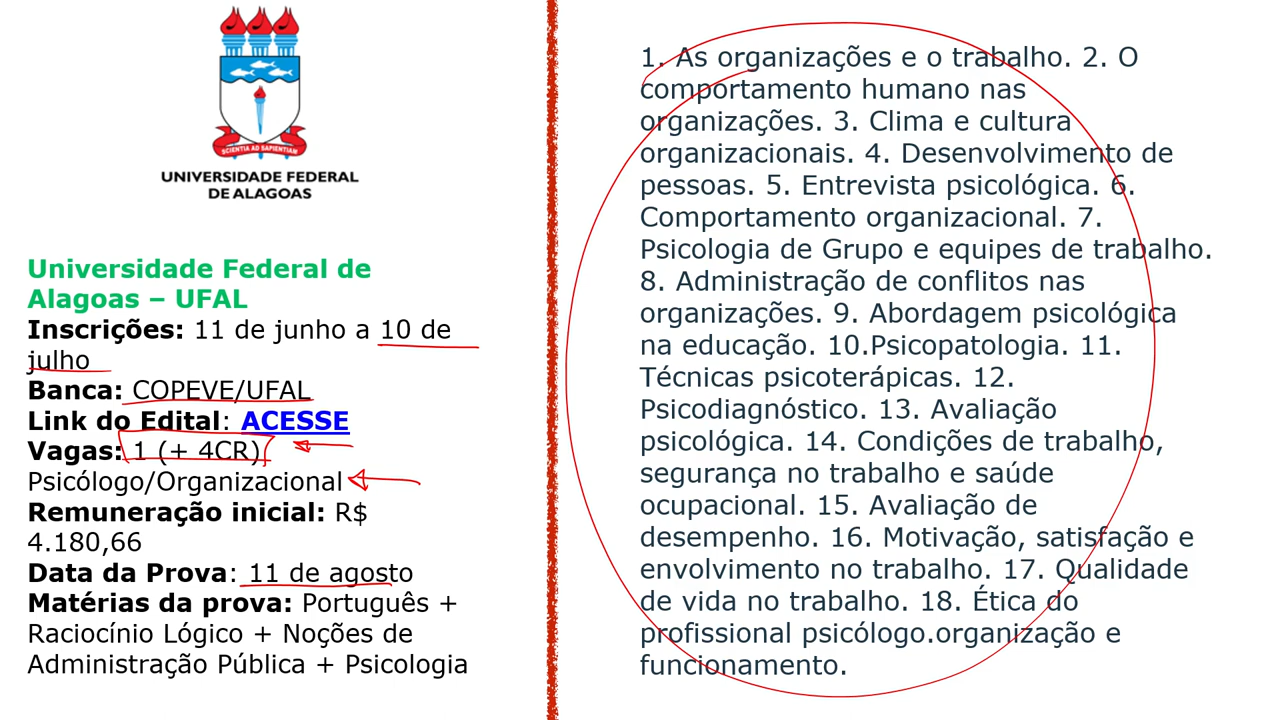 SCIENTIA AD SAPIENTIAM
UNIVERSIDADE FEDERAL
DE ALAGOAS
Universidade Federal de
Alagoas – UFAL
Inscrições: 11 de junho a 10 de
julho
Banca: COPEVE/UFAL
Link do Edital: ACESSE
Vagas: 1 (+ 4CR)
Psicólogo/Organizacional
Remuneração inicial: R$
4.180,66
Data da Prova: 11 de agosto
Matérias da prova: Português +
Raciocínio Lógico + Noções de
Administração Pública + Psicologia
1. As organizações e o trabalho. 2. O
comportamento humano nas
organizações. 3. Clima e cultura
organizacionais. 4. Desenvolvimento de
pessoas. 5. Entrevista psicológica. 6.
Comportamento organizacional. 7.
Psicologia de Grupo e equipes de trabalho.
8. Administração de conflitos nas
organizações. 9. Abordagem psicológica
na educação. 10.Psicopatologia. 11.
Técnicas psicoterápicas. 12.
Psicodiagnóstico. 13. Avaliação
psicológica. 14. Condições de trabalho,
segurança no trabalho e saúde
ocupacional. 15. Avaliação de
desempenho. 16. Motivação, satisfação e
envolvimento no trabalho. 17. Qualidade
de vida no trabalho. 18. Ética do
profissional psicólogo.organização e
funcionamento.